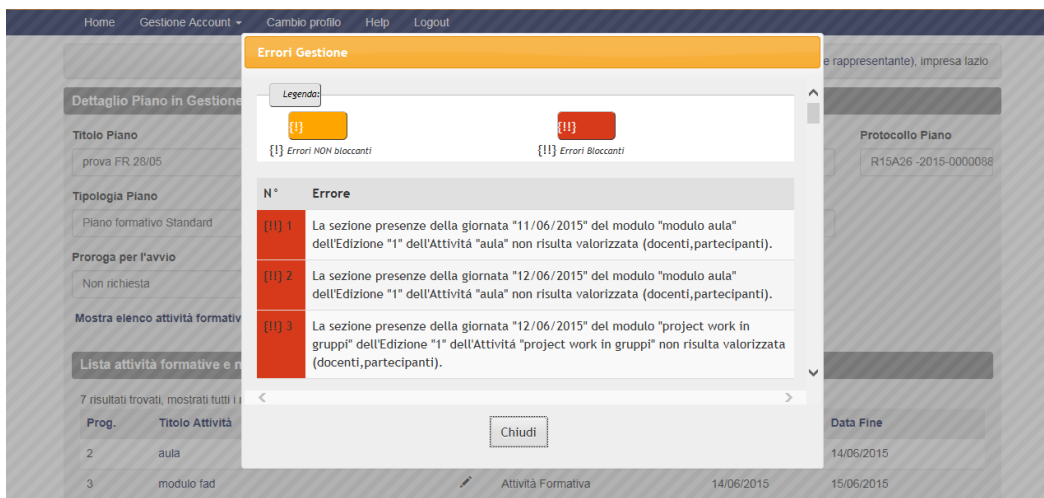 Home Gestione Account Cambio profilo Help Logout
Errori Gestione
e rappresentante), impresa lazio
Legenda:
Dettaglio Piano in Gestione
{!} {!!}
Titolo Piano Protocollo Piano
{!} Errori NON bloccanti {!!} Errori Bloccanti
prova FR 28/05 R15A26 -2015-0000088
Tipologia Piano
N° Errore
Piano formativo Standard
{!!} 1 La sezione presenze della giornata "11/06/2015" del modulo "modulo aula"
dell'Edizione "1" dell'Attivitá "aula" non risulta valorizzata (docenti,partecipanti).
Proroga per l'avvio
{!!} 2 La sezione presenze della giornata "12/06/2015" del modulo "modulo aula"
dell'Edizione "1" dell'Attivitá "aula" non risulta valorizzata (docenti,partecipanti).
Non richiesta
Mostra elenco attività formativ
{!!} 3 La sezione presenze della giornata "12/06/2015" del modulo "project work in
gruppi" dell'Edizione "1" dell'Attivitá "project work in gruppi" non risulta valorizzata
(docenti,partecipanti).
Lista attività formative e n
7 risultati trovati, mostrati tutti i
Prog. Titolo Attività Data Fine
Chiudi
2 aula 14/06/2015
3 modulo fad Attività Formativa 14/06/2015 15/06/2015